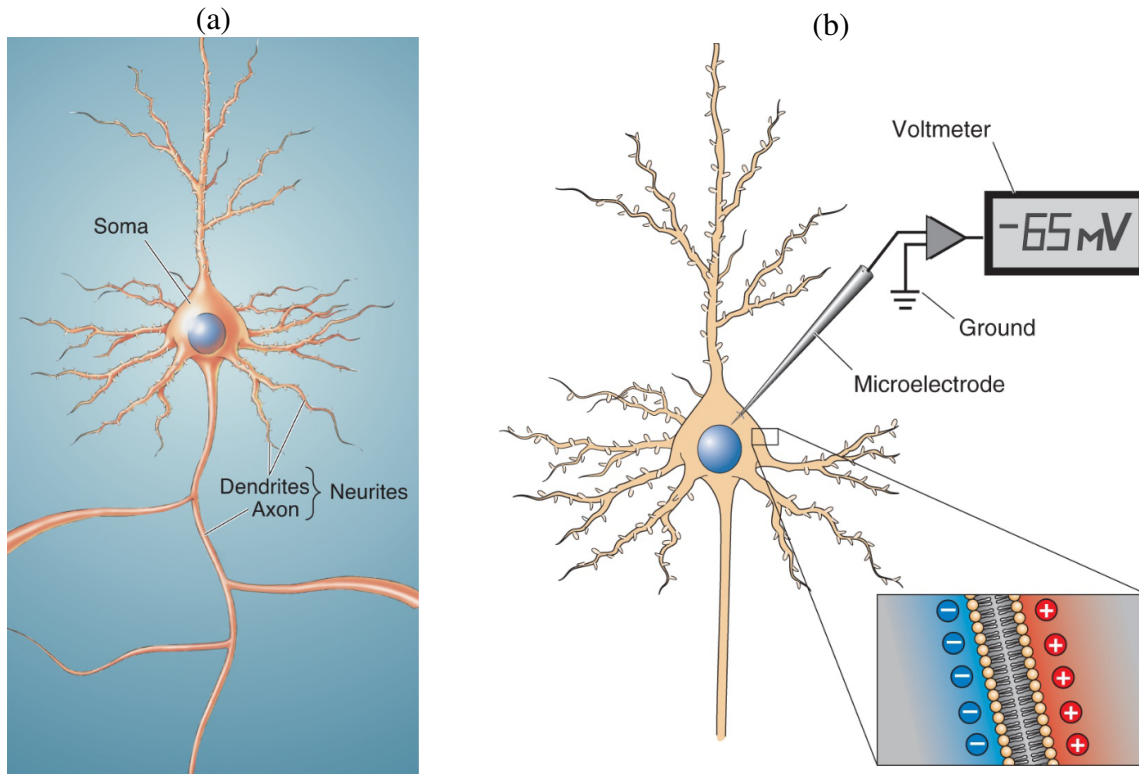 (a)
(b)
Soma
Dendrites
Axon
Neurites
Voltmeter
-65 mV
Ground
Microelectrode
− +
− +
− +
− +
− +